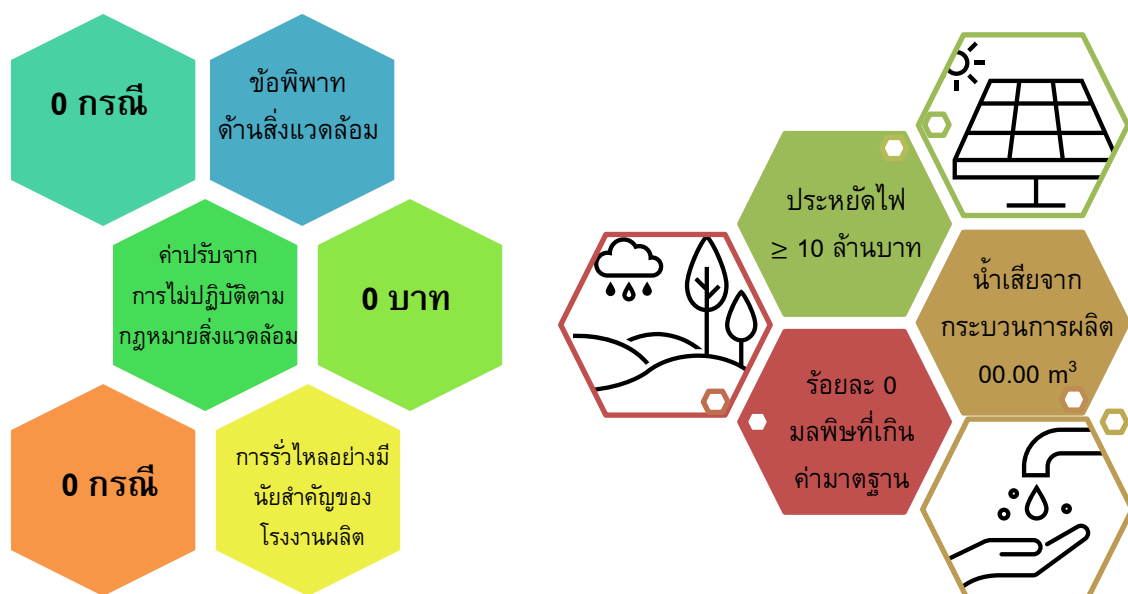 0 กรณี
ข้อพิพาท
ด้านสิ่งแวดล้อม
ค่าปรับจาก
การไม่ปฏิบัติตาม
กฎหมายสิ่งแวดล้อม
0 บาท
0 กรณี
การรั่วไหลอย่างมี
นัยสำคัญของ
โรงงานผลิต
ประหยัดไฟ
≥ 10 ล้านบาท
น้ำเสียจาก
กระบวนการผลิต
00.00 m³
ร้อยละ 0
มลพิษที่เกิน
ค่ามาตฐาน